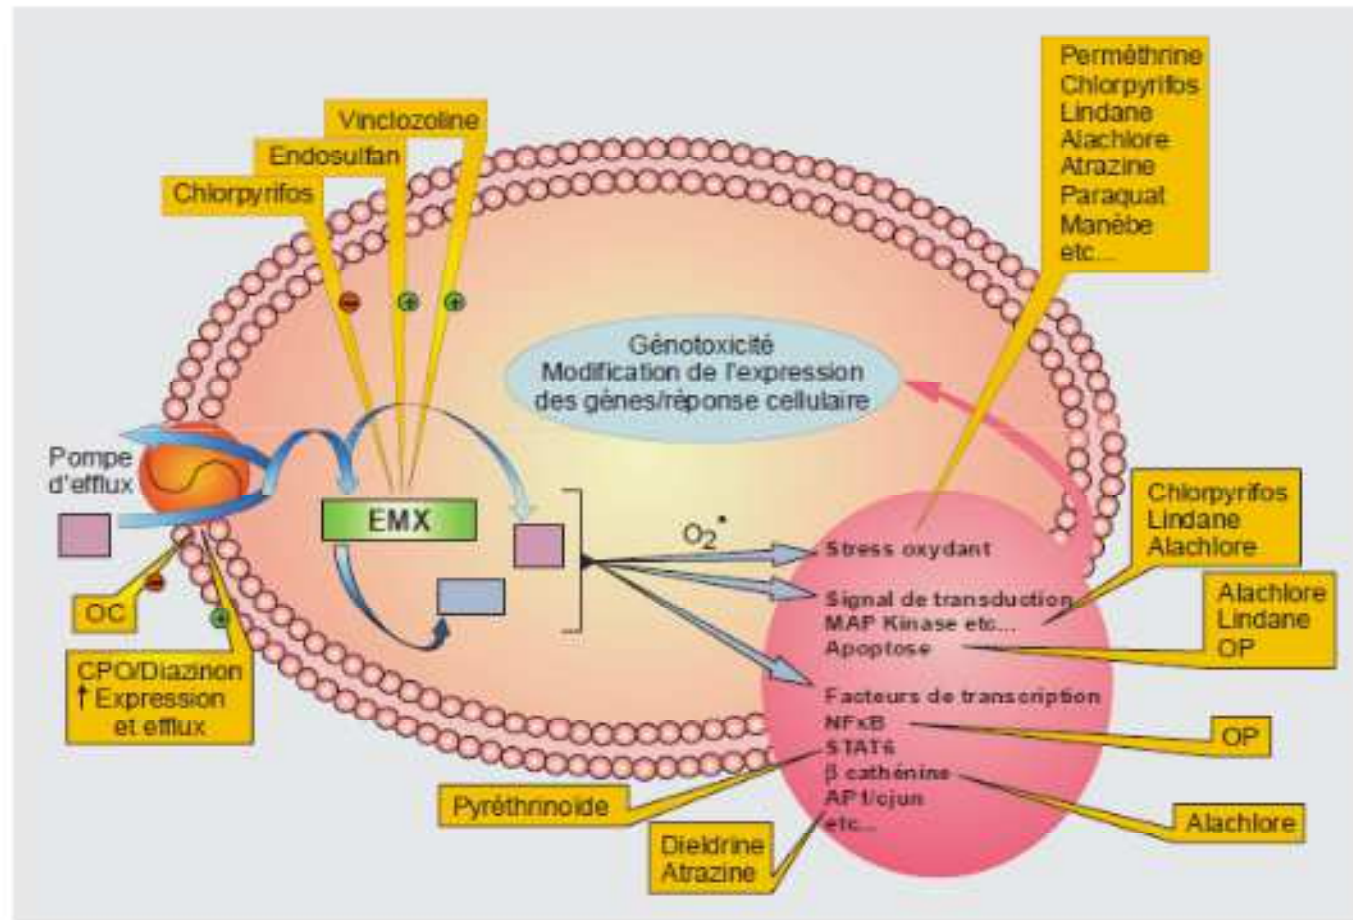 Perméthrine
Chlorpyrifos
Lindane
Alachlore
Atrazine
Paraquat
Manèbe
etc...
Vinclozoline
Endosulfan
Chlorpyrifos
Génotoxicité
Modification de l'expression
des gènes/réponse cellulaire
Pompe
d'efflux
EMX
O2•
Stress oxydant
Signal de transduction
MAP Kinase etc...
Apoptose
Facteurs de transcription
NFκB
STAT6
β cathénine
AP1/cjun
etc...
Chlorpyrifos
Lindane
Alachlore
Alachlore
Lindane
OP
OP
Alachlore
OC
CPO/Diazinon
↑ Expression
et efflux
Pyréthrinoïde
Dieldrine
Atrazine